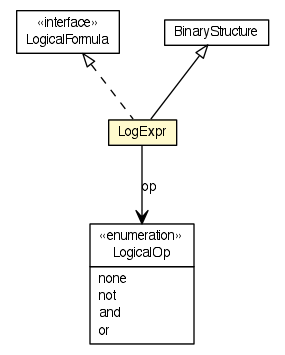 «interface»
LogicalFormula
BinaryStructure
LogExpr
op
«enumeration»
LogicalOp
none
not
and
or